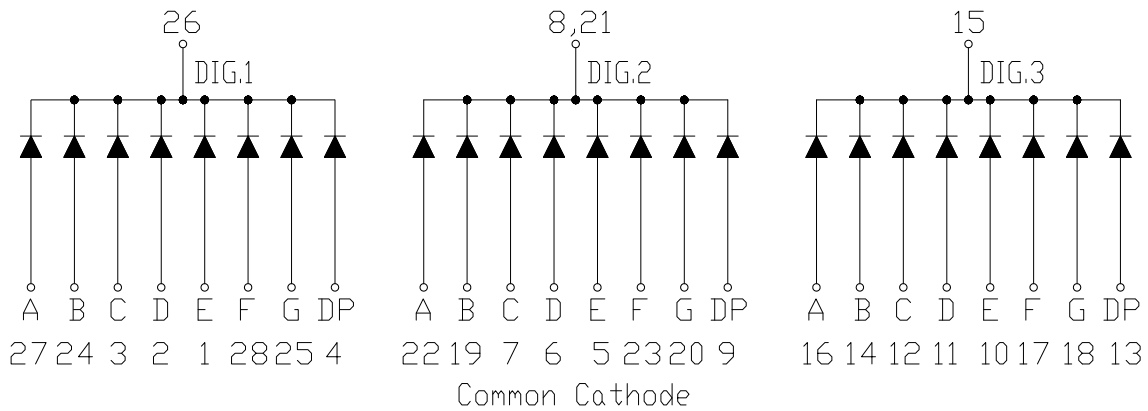 26 8,21 15
DIG.1 DIG.2 DIG.3
A B C D E F G DP A B C D E F G DP A B C D E F G DP
27 24 3 2 1 28 25 4 22 19 7 6 5 23 20 9 16 14 12 11 10 17 18 13
Common Cathode